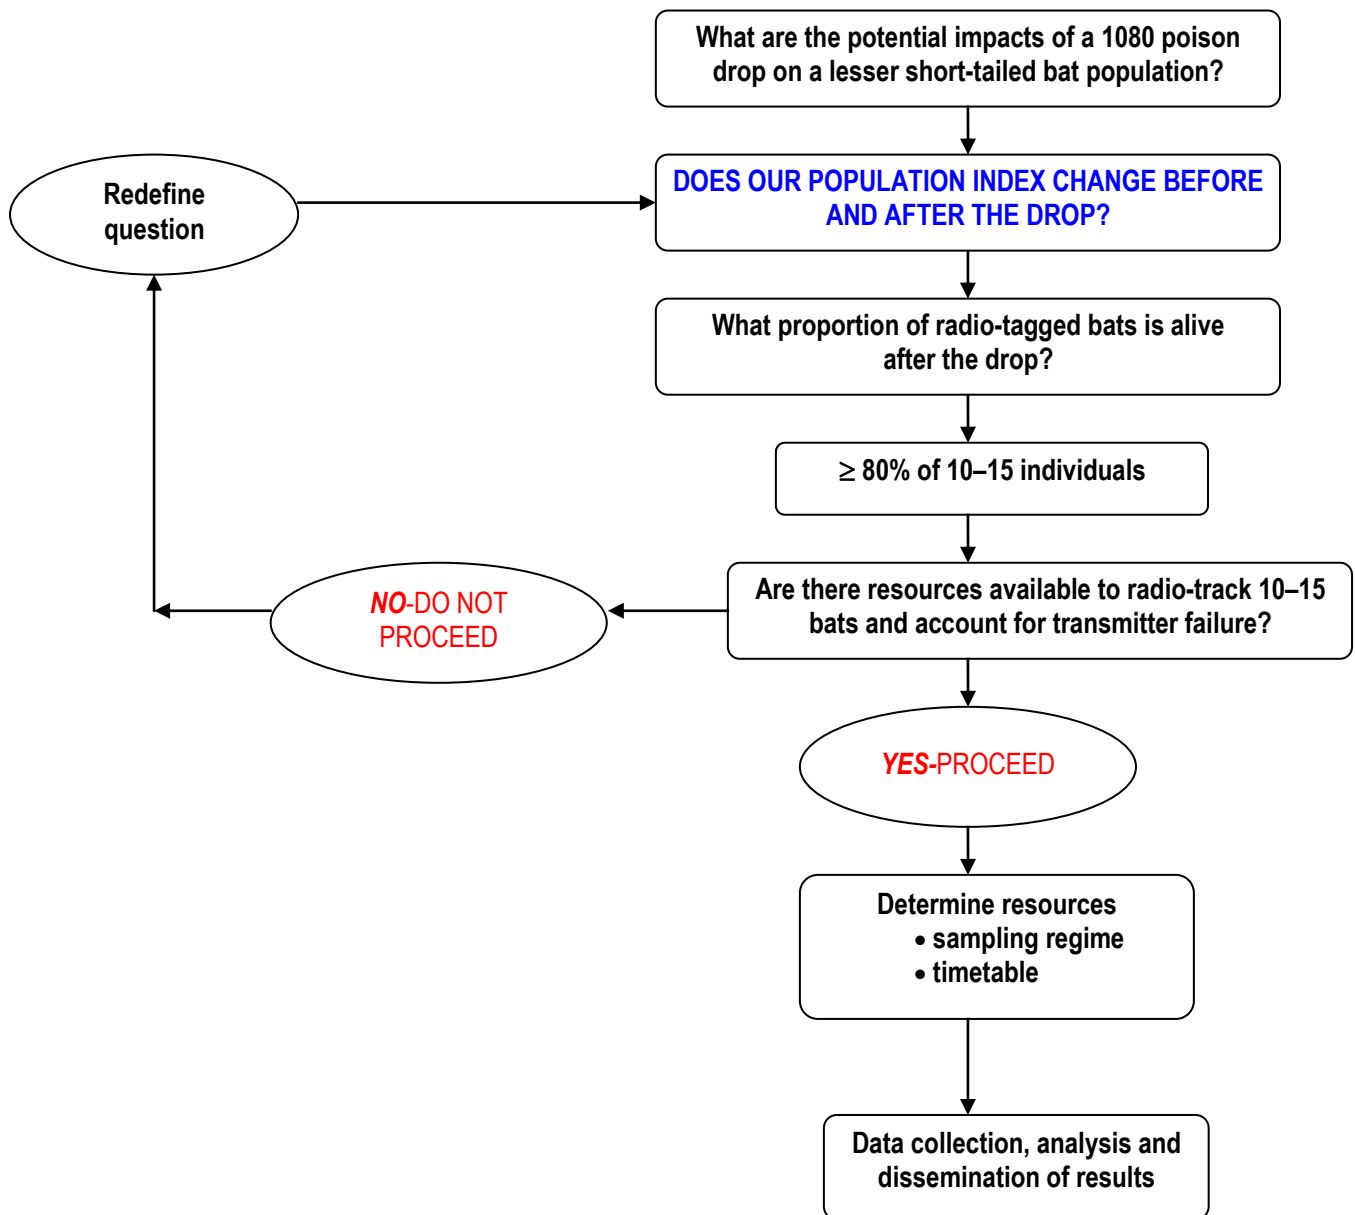 What are the potential impacts of a 1080 poison
drop on a lesser short-tailed bat population?
Redefine
question
DOES OUR POPULATION INDEX CHANGE BEFORE
AND AFTER THE DROP?
What proportion of radio-tagged bats is alive
after the drop?
≥ 80% of 10–15 individuals
Are there resources available to radio-track 10–15
bats and account for transmitter failure?
NO-DO NOT
PROCEED
YES-PROCEED
Determine resources
• sampling regime
• timetable
Data collection, analysis and
dissemination of results